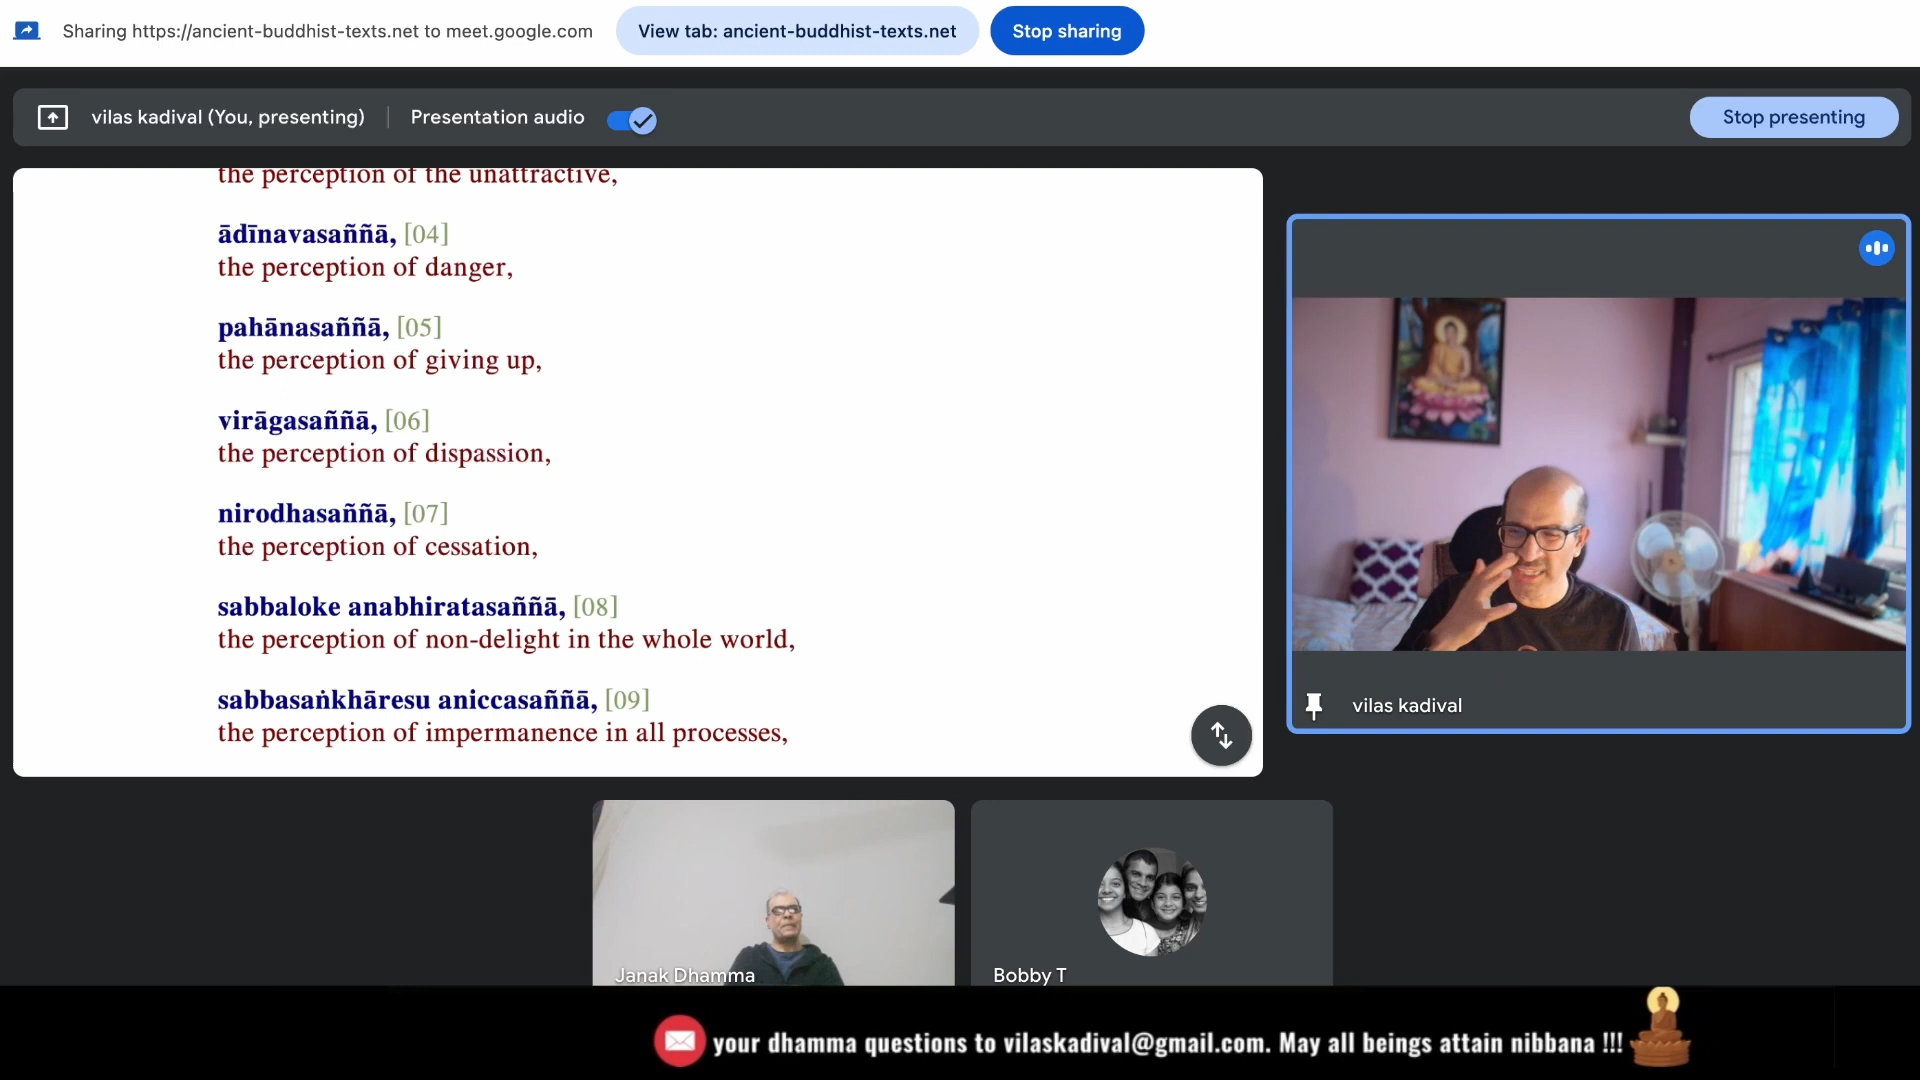 Sharing https://ancient-buddhist-texts.net to meet.google.com
View tab: ancient-buddhist-texts.net
Stop sharing
vilas kadival (You, presenting)
Presentation audio
Stop presenting
the perception of the unattractive,
ādīnavasaññā, [04]
the perception of danger,
pahānasaññā, [05]
the perception of giving up,
virāgasaññā, [06]
the perception of dispassion,
nirodhasaññā, [07]
the perception of cessation,
sabbaloke anabhiratasaññā, [08]
the perception of non-delight in the whole world,
sabbasaṅkhāresu aniccasaññā, [09]
the perception of impermanence in all processes,
vilas kadival
Janak Dhamma
Bobby T
your dhamma questions to vilaskadival@gmail.com. May all beings attain nibbana !!!